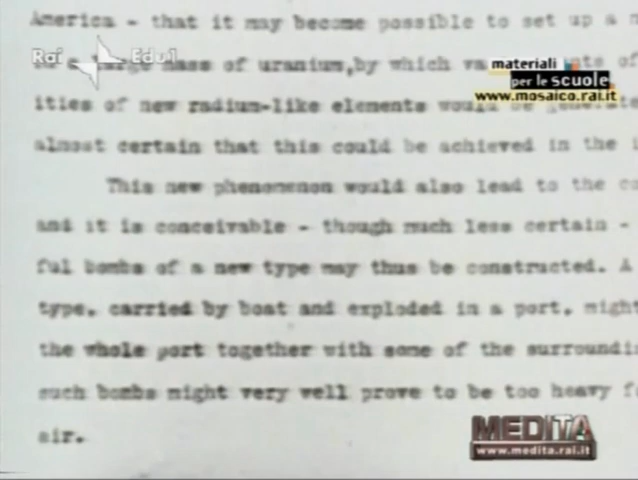 America - that it may become possible to set up a
Rai Edu1
large mass of uranium, by which of
materiali
per le scuole
www.mosaico.rai.it
ities of new radium-like elements would be
almost certain that this could be achieved in the
This new phenomenon would also lead to the
and it is conceivable - though much less certain -
ful bombs of a new type may thus be constructed. A
type, carried by boat and exploded in a port, might
the whole port together with some of the
such bombs might very well prove to be too heavy
air.
MEDITA
www.medita.rai.it